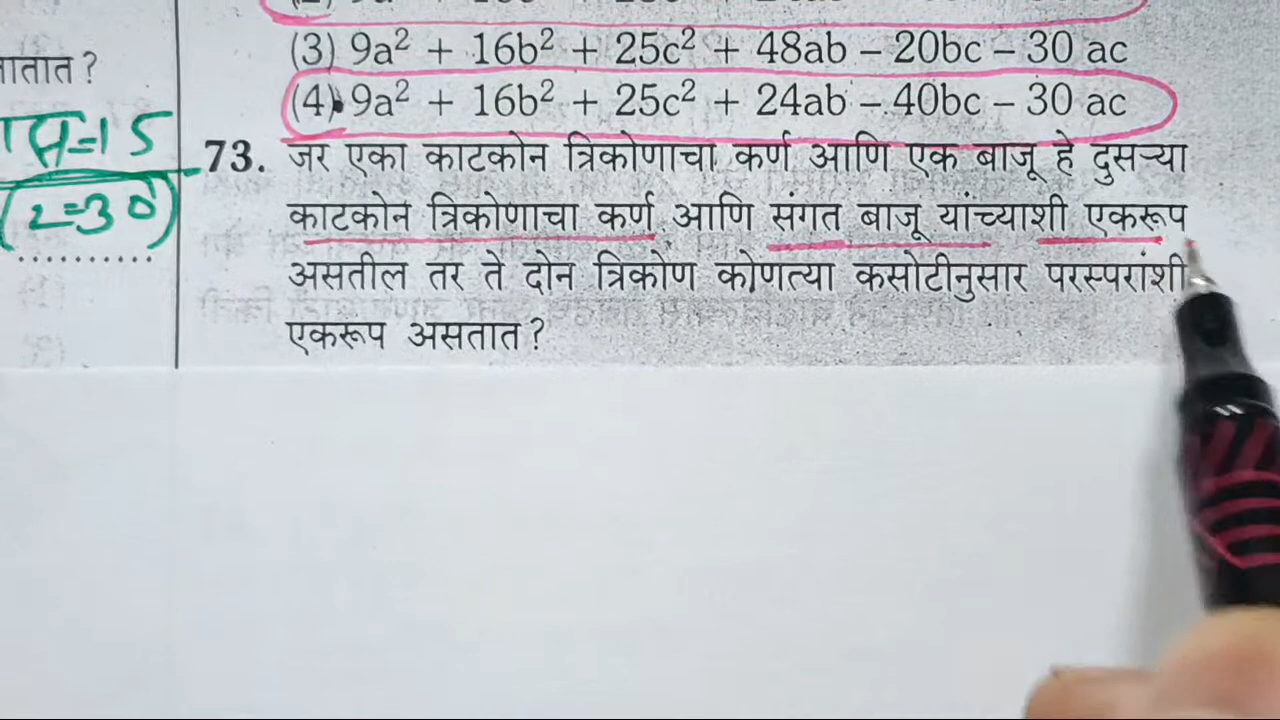 (3) 9a² + 16b² + 25c² + 48ab – 20bc – 30 ac
(4) 9a² + 16b² + 25c² + 24ab – 40bc – 30 ac
73. जर एका काटकोन त्रिकोणाचा कर्ण आणि एक बाजू हे दुसऱ्या
काटकोन त्रिकोणाचा कर्ण आणि संगत बाजू यांच्याशी एकरूप
असतील तर ते दोन त्रिकोण कोणत्या कसोटीनुसार परस्परांशी
एकरूप असतात?